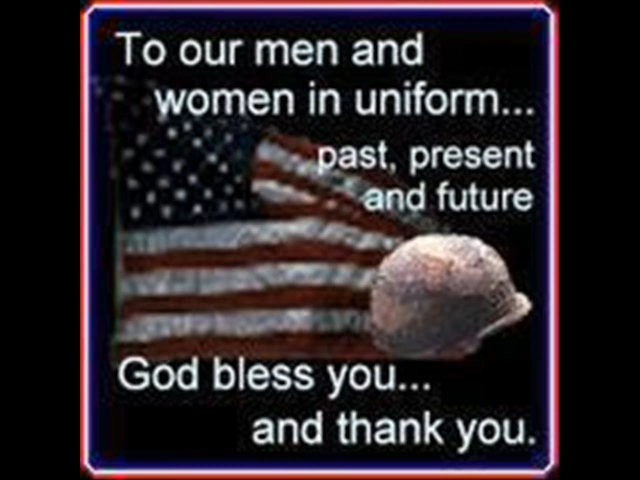 To our men and
women in uniform...
past, present
and future
God bless you...
and thank you.